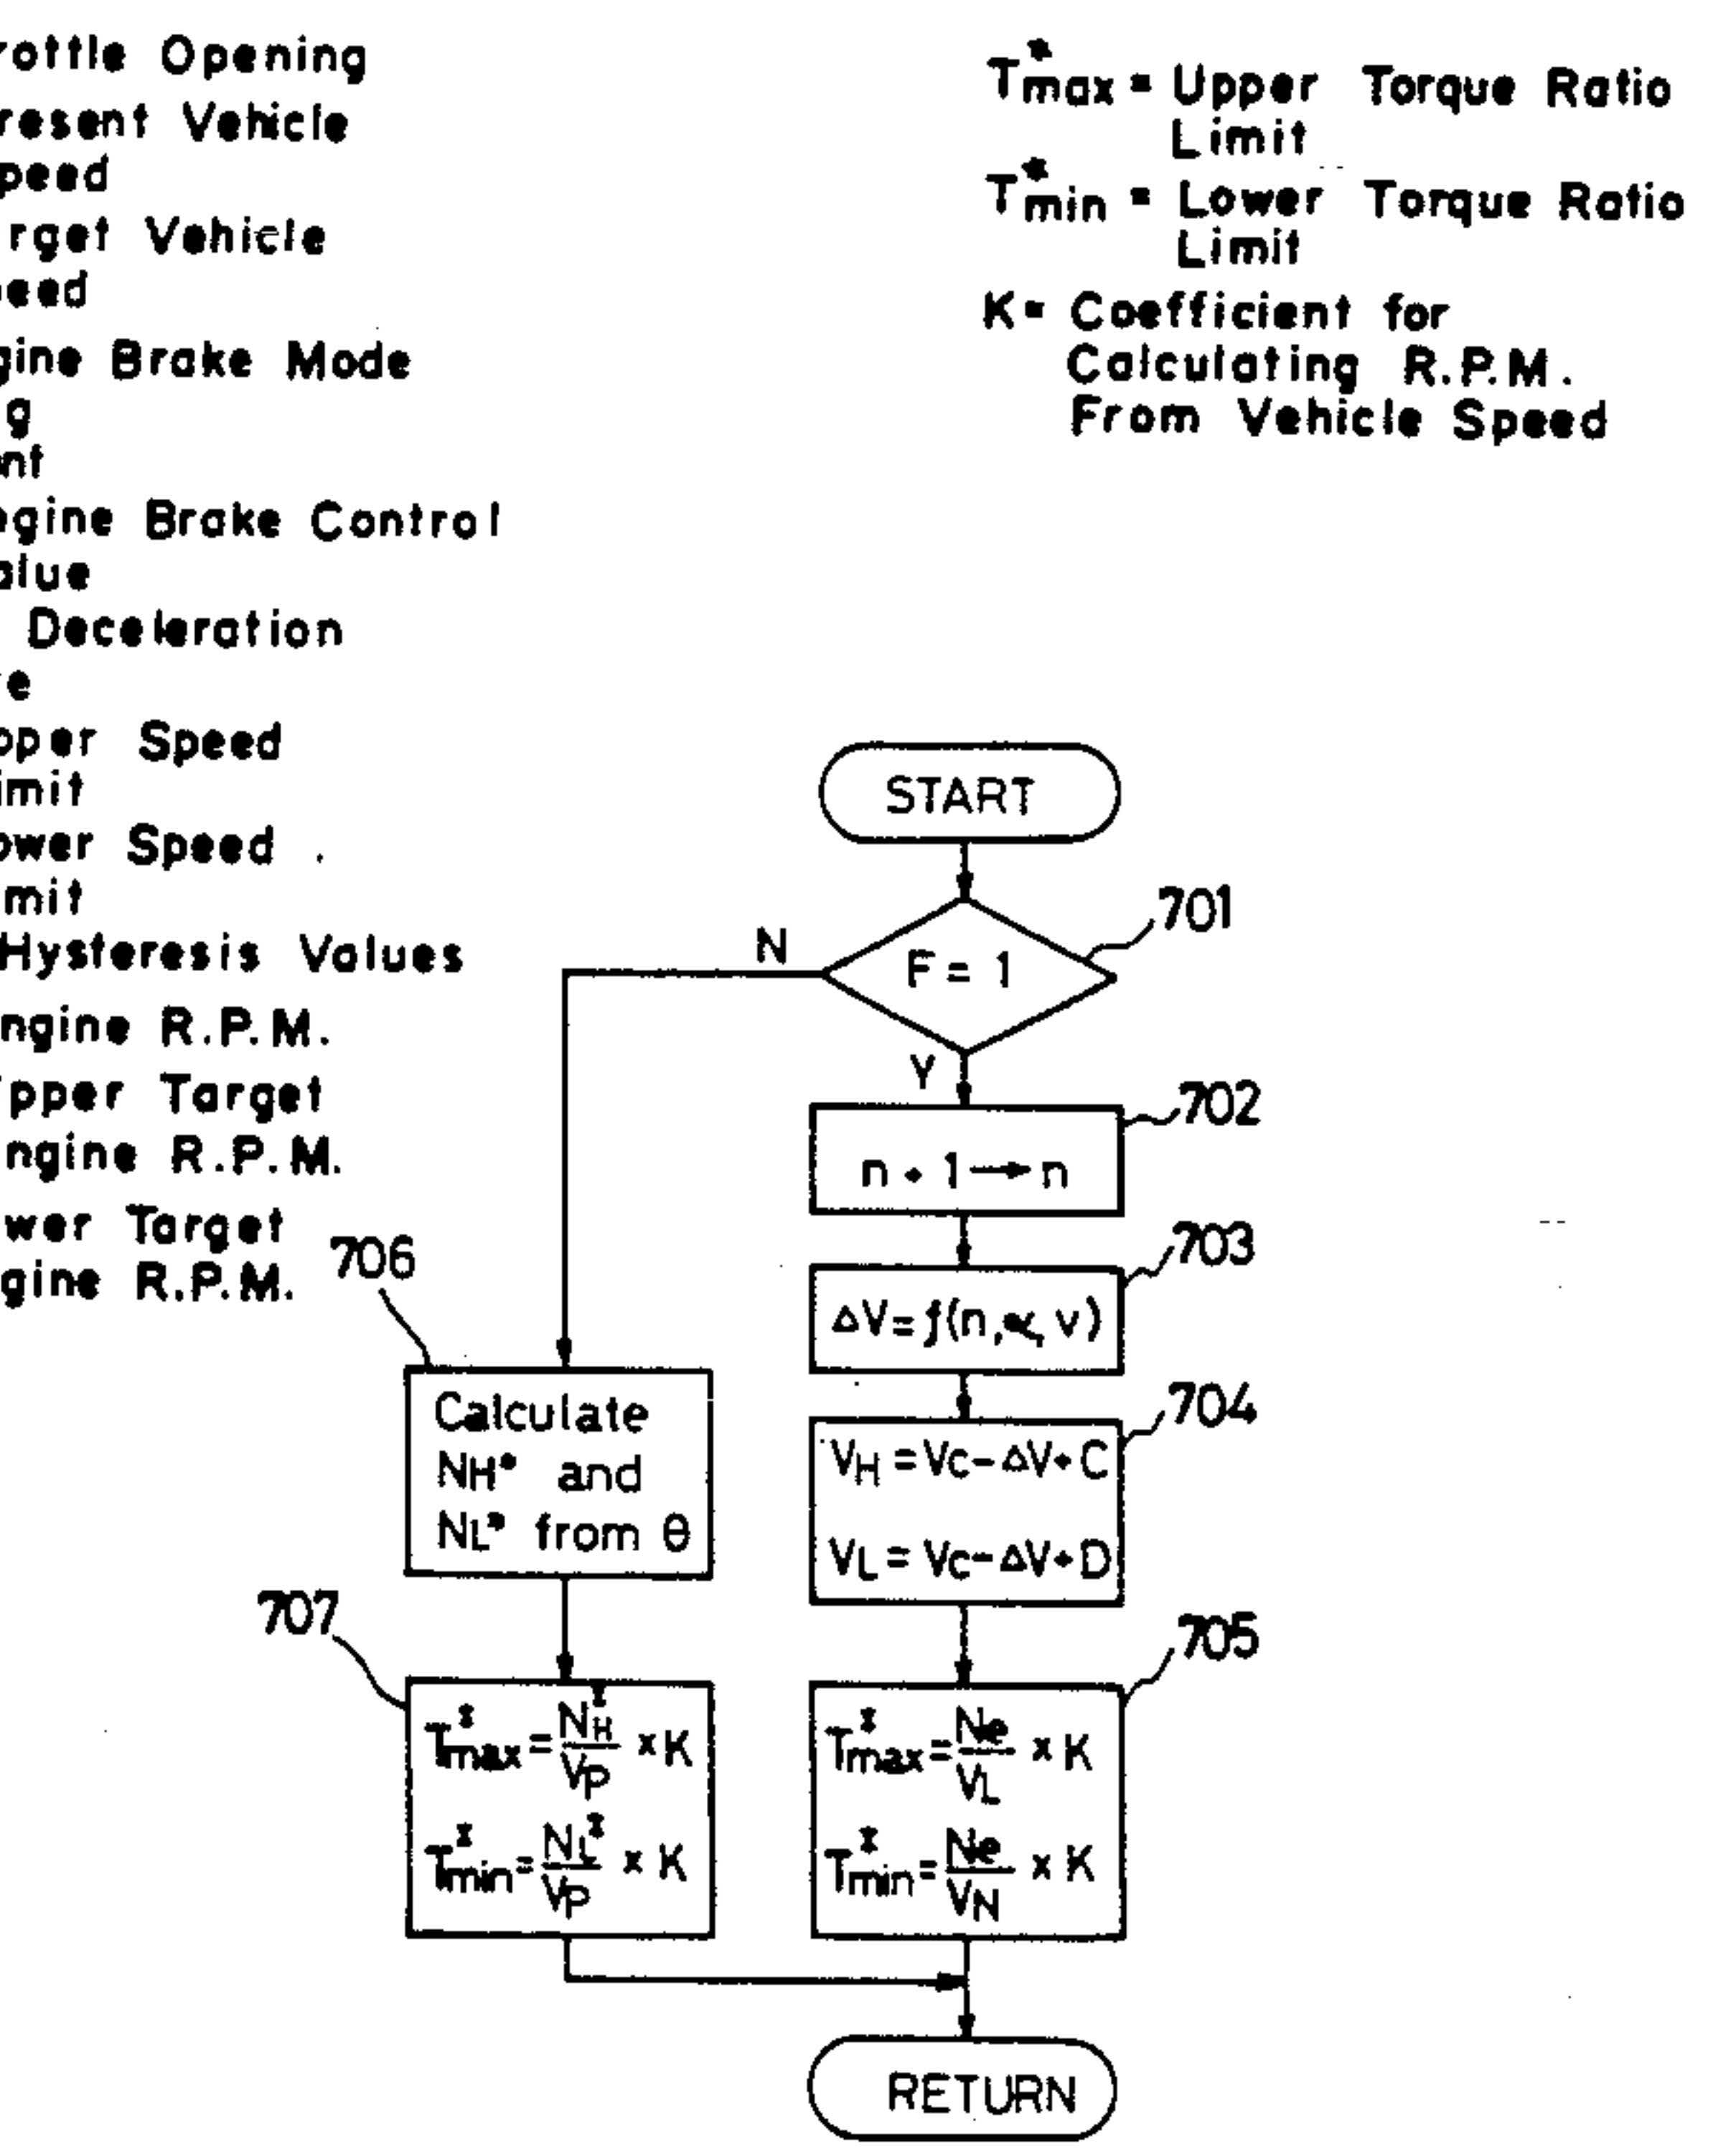 rottle Opening
resent Vehicle
peed
rget Vehicle
eed
gine Brake Mode
g
nt
ngine Brake Control
alue
Deceleration
e
pper Speed
imit
ower Speed
mit
Hysteresis Values
ngine R.P.M.
pper Target
ngine R.P.M.
wer Target
gine R.P.M.
T*max = Upper Torque Ratio
Limit
T*min = Lower Torque Ratio
Limit
K = Coefficient for
Calculating R.P.M.
From Vehicle Speed
START
701
N
F = 1
Y
702
n + 1 → n
703
ΔV = f(n, α, v)
704
VH = Vc - ΔV + C
VL = Vc - ΔV + D
705
T*max = Ne/VL x K
T*min = Ne/VN x K
706
Calculate
NH* and
NL* from θ
707
T*max = NH*/VP x K
T*min = NL*/VP x K
RETURN